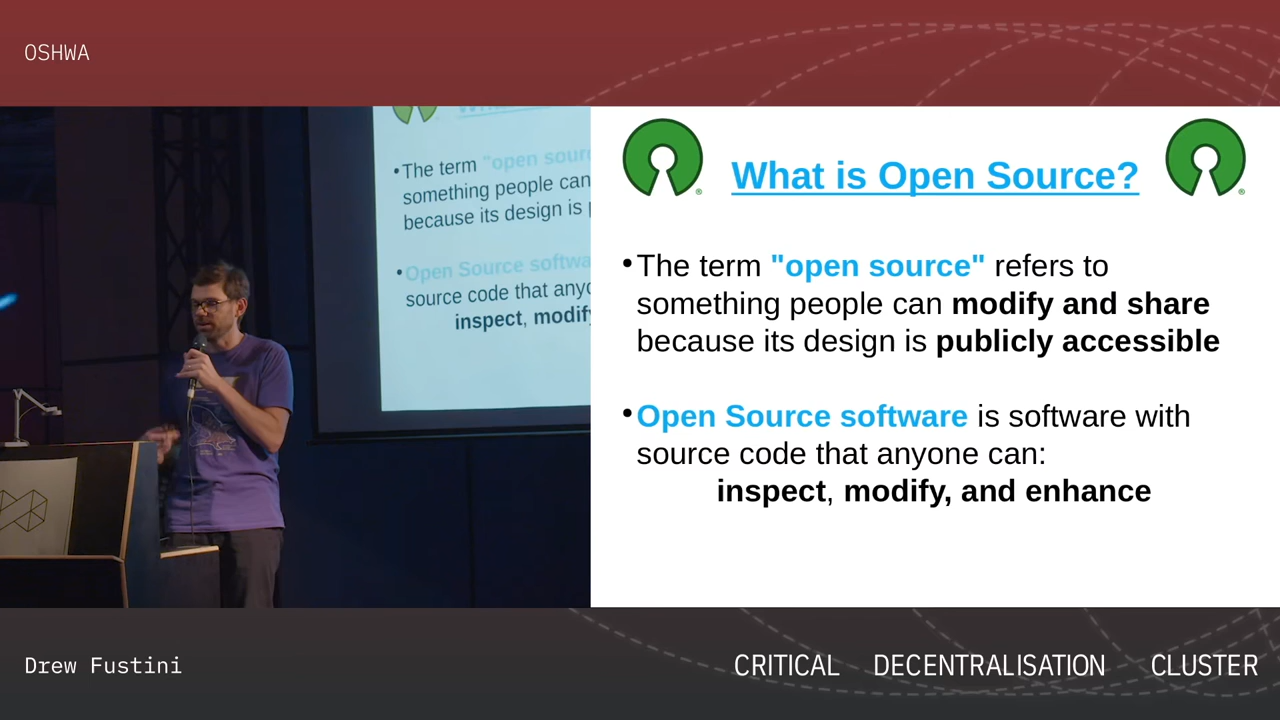 OSHWA
The term "open sour
something people can
because its design is
Open Source softwa
source code that anyo
inspect, modify
What is Open Source?
•The term "open source" refers to
something people can modify and share
because its design is publicly accessible
•Open Source software is software with
source code that anyone can:
inspect, modify, and enhance
Drew Fustini
CRITICAL DECENTRALISATION CLUSTER